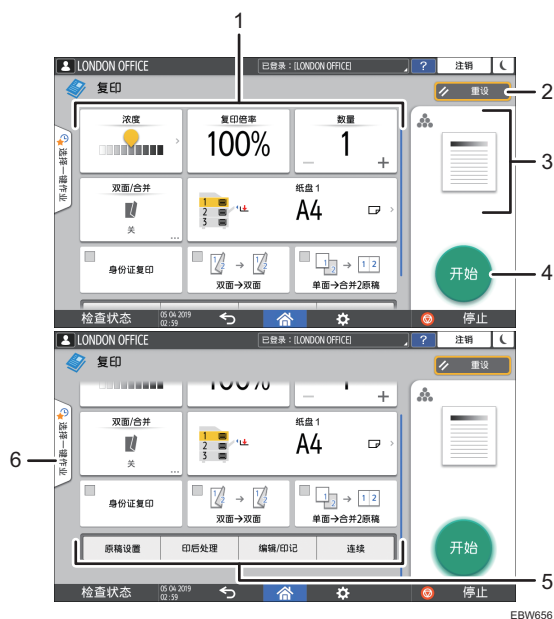 1
LONDON OFFICE
已登录：[LONDON OFFICE]
?
注销
复印
重设
2
浓度
复印倍率
100%
数量
1
3
选择一键作业
双面/合并
关
...
1
2
3
纸盘 1
A4
身份证复印
双面→双面
单面→合并2原稿
开始
4
检查状态
05 04 2019
02 : 59
停止
LONDON OFFICE
已登录：[LONDON OFFICE]
?
注销
复印
重设
选择一键作业
6
双面/合并
关
...
1
2
3
纸盘 1
A4
身份证复印
双面→双面
单面→合并2原稿
原稿设置
印后处理
编辑/印记
连续
开始
5
检查状态
05 04 2019
02 : 59
停止
EBW656